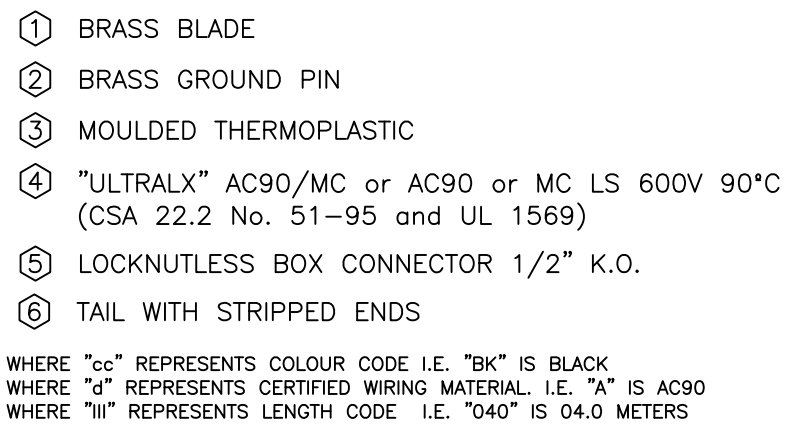 1 BRASS BLADE
2 BRASS GROUND PIN
3 MOULDED THERMOPLASTIC
4 "ULTRALX" AC90/MC or AC90 or MC LS 600V 90°C
(CSA 22.2 No. 51-95 and UL 1569)
5 LOCKNUTLESS BOX CONNECTOR 1/2" K.O.
6 TAIL WITH STRIPPED ENDS
WHERE "cc" REPRESENTS COLOUR CODE I.E. "BK" IS BLACK
WHERE "d" REPRESENTS CERTIFIED WIRING MATERIAL. I.E. "A" IS AC90
WHERE "lll" REPRESENTS LENGTH CODE I.E. "040" IS 04.0 METERS